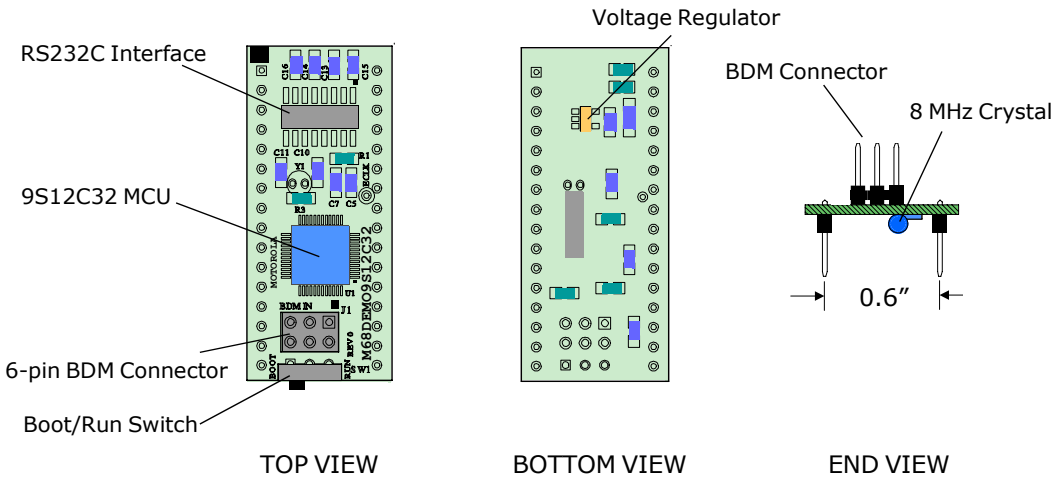 Voltage Regulator
RS232C Interface
BDM Connector
8 MHz Crystal
C16
C14
C13
C15
C11
C10
R1
Y1
ECLK
9S12C32 MCU
R3
C7
C5
MOTOROLA
M68DEMO9S12C32
U1
BDM IN
J1
0.6”
REV 0
6-pin BDM Connector
BOOT
RUN
SW1
Boot/Run Switch
TOP VIEW
BOTTOM VIEW
END VIEW